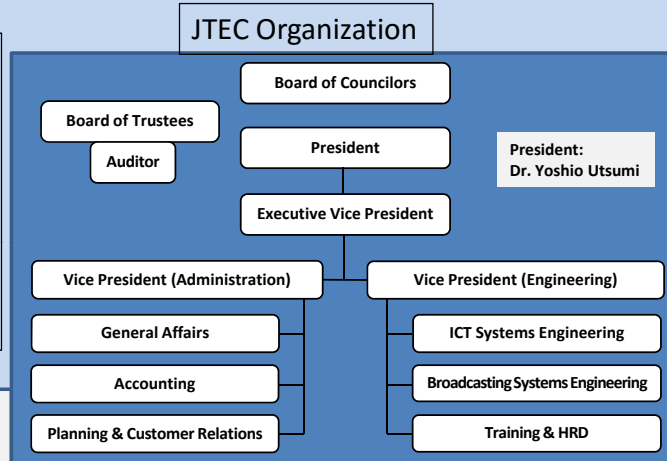 JTEC Organization
Board of Councilors
Board of Trustees
Auditor
President
President:
Dr. Yoshio Utsumi
Executive Vice President
Vice President (Administration)
Vice President (Engineering)
General Affairs
ICT Systems Engineering
Accounting
Broadcasting Systems Engineering
Planning & Customer Relations
Training & HRD